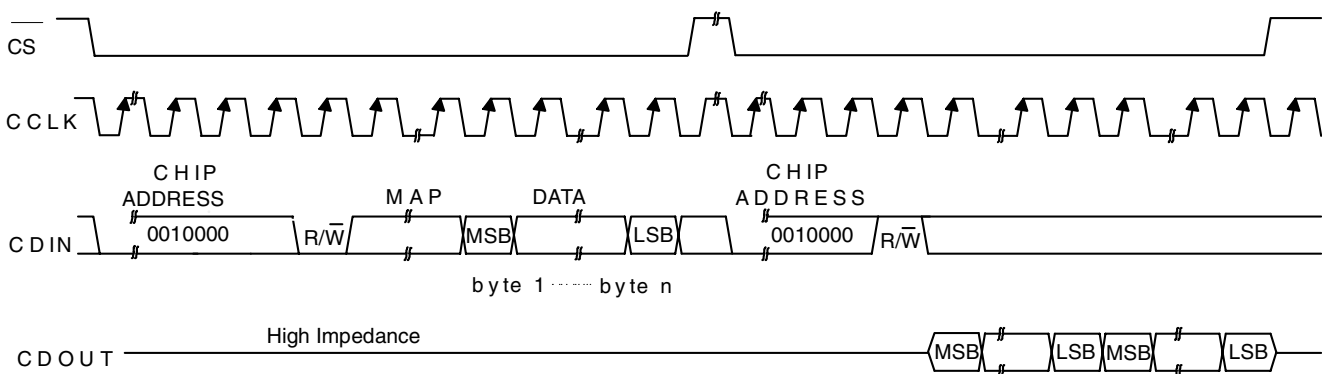 CS
CCLK
CHIP
ADDRESS
MAP
DATA
CHIP
ADDRESS
CDIN
0010000
R/W
MSB
LSB
0010000
R/W
byte 1 ········· byte n
High Impedance
CDOUT
MSB
LSB
MSB
LSB